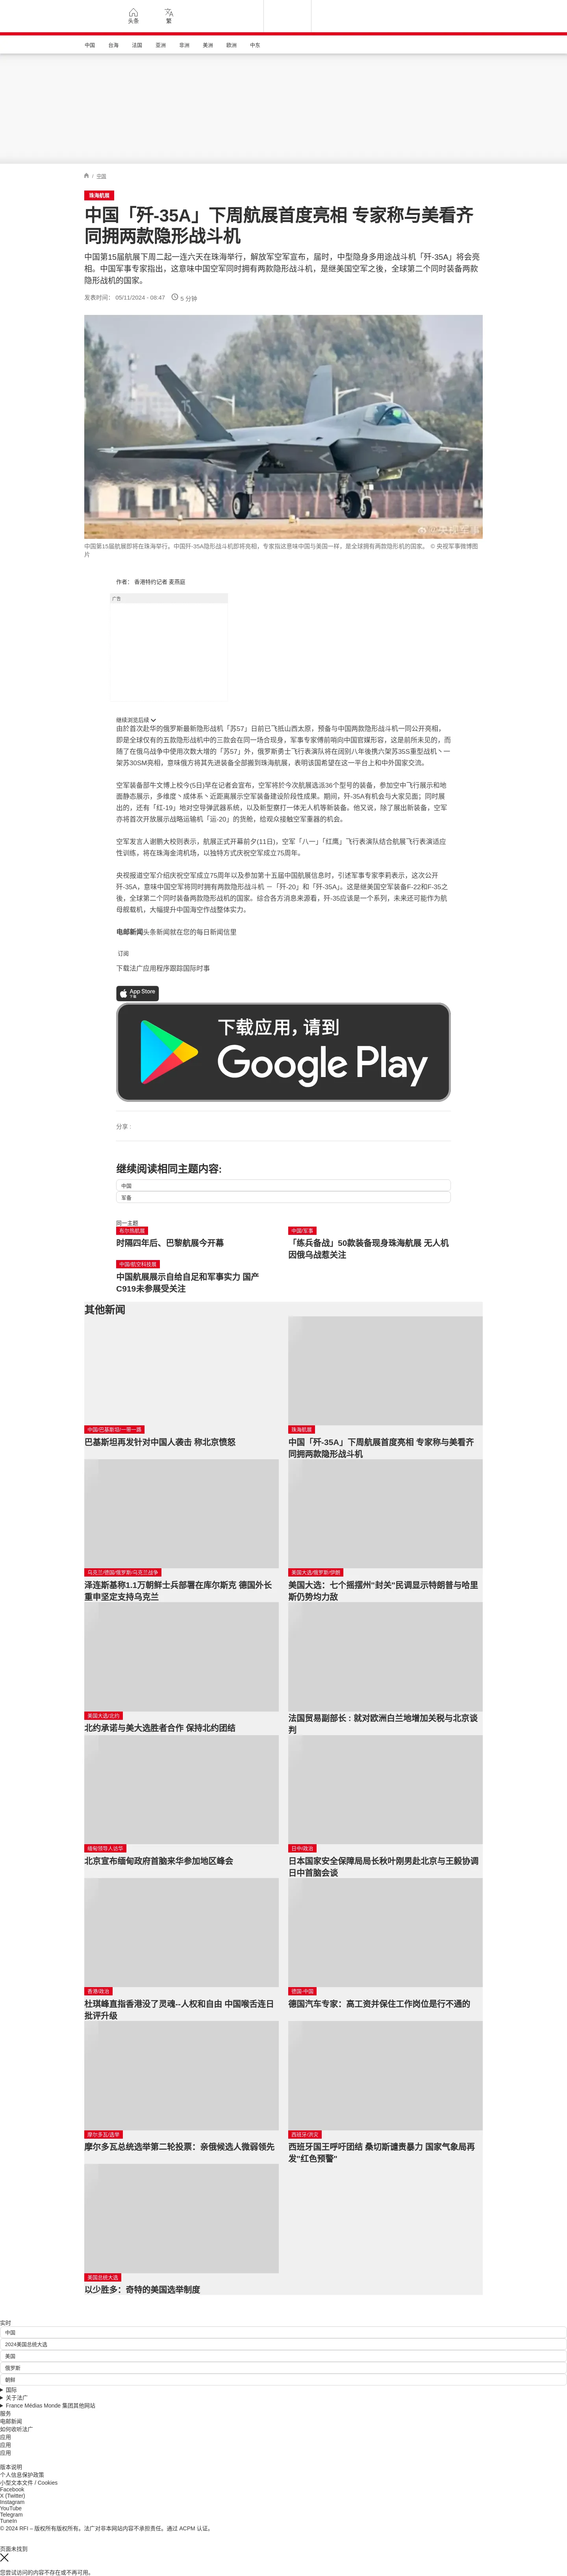 头条
繁
中国
台海
法国
亚洲
非洲
美洲
欧洲
中东
/ 中国
珠海航展
中国「歼-35A」下周航展首度亮相 专家称与美看齐
同拥两款隐形战斗机
中国第15届航展下周二起一连六天在珠海举行，解放军空军宣布，届时，中型隐身多用途战斗机「歼-35A」将会亮
相。中国军事专家指出，这意味中国空军同时拥有两款隐形战斗机，是继美国空军之後，全球第二个同时装备两款
隐形战机的国家。
发表时间： 05/11/2024 - 08:47
5 分钟
中国第15届航展即将在珠海举行。中国歼-35A隐形战斗机即将亮相，专家指这意味中国与美国一样，是全球拥有两款隐形机的国家。 © 央视军事微博图
片
作者： 香港特约记者 麦燕庭
广告
继续浏览后续
由於首次赴华的俄罗斯最新隐形战机「苏57」日前已飞抵山西太原，预备与中国两款隐形战斗机一同公开亮相，
即是全球仅有的五款隐形战机中的三款会在同一场合现身，军事专家傅前哨向中国官媒形容，这是前所未见的，而
随了在俄乌战争中使用次数大增的「苏57」外，俄罗斯勇士飞行表演队将在阔别八年後携六架苏35S重型战机丶一
架苏30SM亮相，意味俄方将其先进装备全部搬到珠海航展，表明该国希望在这一平台上和中外国家交流。
空军装备部牛文博上校今(5日)早在记者会宣布，空军将於今次航展选派36个型号的装备，参加空中飞行展示和地
面静态展示，多维度丶成体系丶近距离展示空军装备建设阶段性成果。期间，歼-35A有机会与大家见面；同时展
出的，还有「红-19」地对空导弹武器系统，以及新型察打一体无人机等新装备。他又说，除了展出新装备，空军
亦将首次开放展示战略运输机「运-20」的货舱，给观众接触空军重器的机会。
空军发言人谢鹏大校则表示，航展正式开幕前夕(11日)，空军「八一」「红鹰」飞行表演队结合航展飞行表演适应
性训练，将在珠海金湾机场，以独特方式庆祝空军成立75周年。
央视报道空军介绍庆祝空军成立75周年以及参加第十五届中国航展信息时，引述军事专家李莉表示，这次公开
歼-35A，意味中国空军将同时拥有两款隐形战斗机 －「歼-20」和「歼-35A」。这是继美国空军装备F-22和F-35之
後，全球第二个同时装备两款隐形战机的国家。综合各方消息来源看，歼-35应该是一个系列，未来还可能作为航
母舰载机，大幅提升中国海空作战整体实力。
电邮新闻头条新闻就在您的每日新闻信里
订阅
下载法广应用程序跟踪国际时事
App Store
下载
下载应用，请到
Google Play
分享 :
继续阅读相同主题内容:
中国
军备
同一主题
布尔热航展
时隔四年后、巴黎航展今开幕
中国/军事
「练兵备战」50款装备现身珠海航展 无人机
因俄乌战惹关注
中国/航空科技展
中国航展展示自给自足和军事实力 国产
C919未参展受关注
其他新闻
中国/巴基斯坦/一带一路
巴基斯坦再发针对中国人袭击 称北京愤怒
珠海航展
中国「歼-35A」下周航展首度亮相 专家称与美看齐
同拥两款隐形战斗机
乌克兰/德国/俄罗斯/乌克兰战争
泽连斯基称1.1万朝鲜士兵部署在库尔斯克 德国外长
重申坚定支持乌克兰
美国大选/俄罗斯/伊朗
美国大选：七个摇摆州"封关"民调显示特朗普与哈里
斯仍势均力敌
美国大选/北约
北约承诺与美大选胜者合作 保持北约团结
法国贸易副部长 : 就对欧洲白兰地增加关税与北京谈
判
缅甸领导人访华
北京宣布缅甸政府首脑来华参加地区峰会
日中/政治
日本国家安全保障局局长秋叶刚男赴北京与王毅协调
日中首脑会谈
香港/政治
杜琪峰直指香港没了灵魂--人权和自由 中国喉舌连日
批评升级
德国-中国
德国汽车专家：高工资并保住工作岗位是行不通的
摩尔多瓦/选举
摩尔多瓦总统选举第二轮投票：亲俄候选人微弱领先
西班牙/洪灾
西班牙国王呼吁团结 桑切斯谴责暴力 国家气象局再
发"红色预警"
美国总统大选
以少胜多：奇特的美国选举制度
实时
中国
2024美国总统大选
美国
俄罗斯
朝鲜
国际
关于法广
France Médias Monde 集团其他网站
服务
电邮新闻
如何收听法广
应用
应用
应用
版本说明
个人信息保护政策
小型文本文件 / Cookies
Facebook
X (Twitter)
Instagram
YouTube
Telegram
TuneIn
© 2024 RFI – 版权所有版权所有。法广对非本网站内容不承担责任。通过 ACPM 认证。
页面未找到
您尝试访问的内容不存在或不再可用。